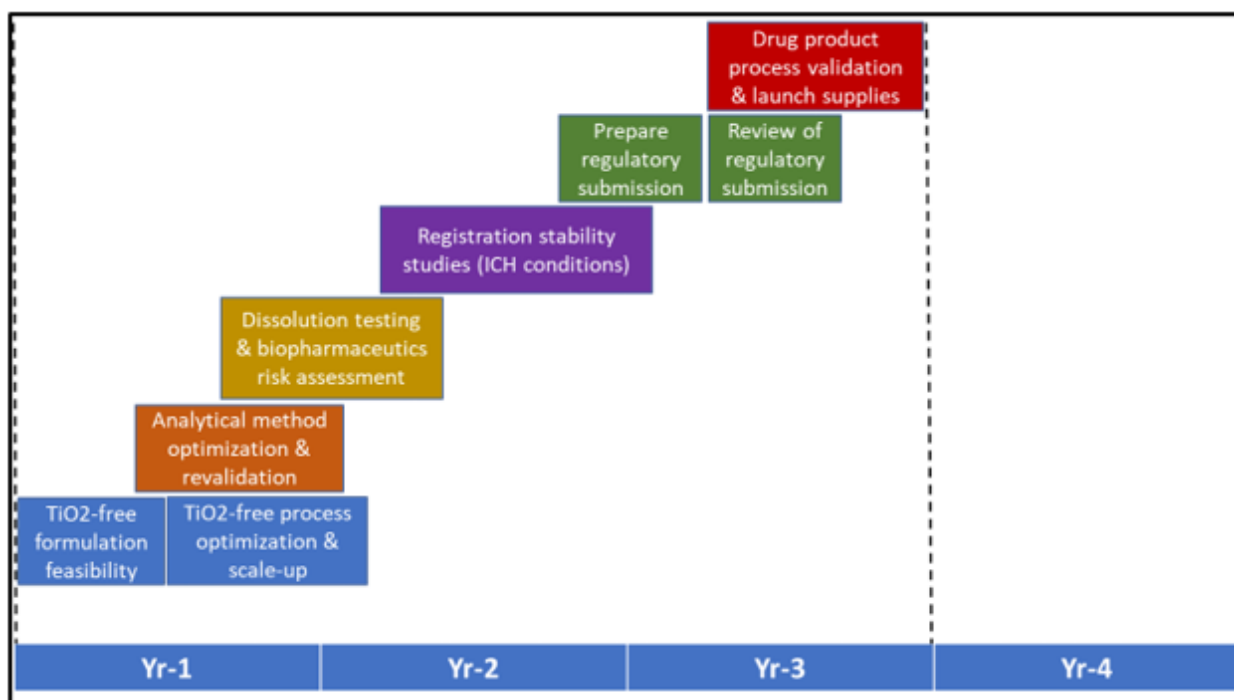 Drug product
process validation
& launch supplies
Prepare
regulatory
submission
Review of
regulatory
submission
Registration stability
studies (ICH conditions)
Dissolution testing
& biopharmaceutics
risk assessment
Analytical method
optimization &
revalidation
TiO2-free
formulation
feasibility
TiO2-free process
optimization &
scale-up
Yr-1
Yr-2
Yr-3
Yr-4